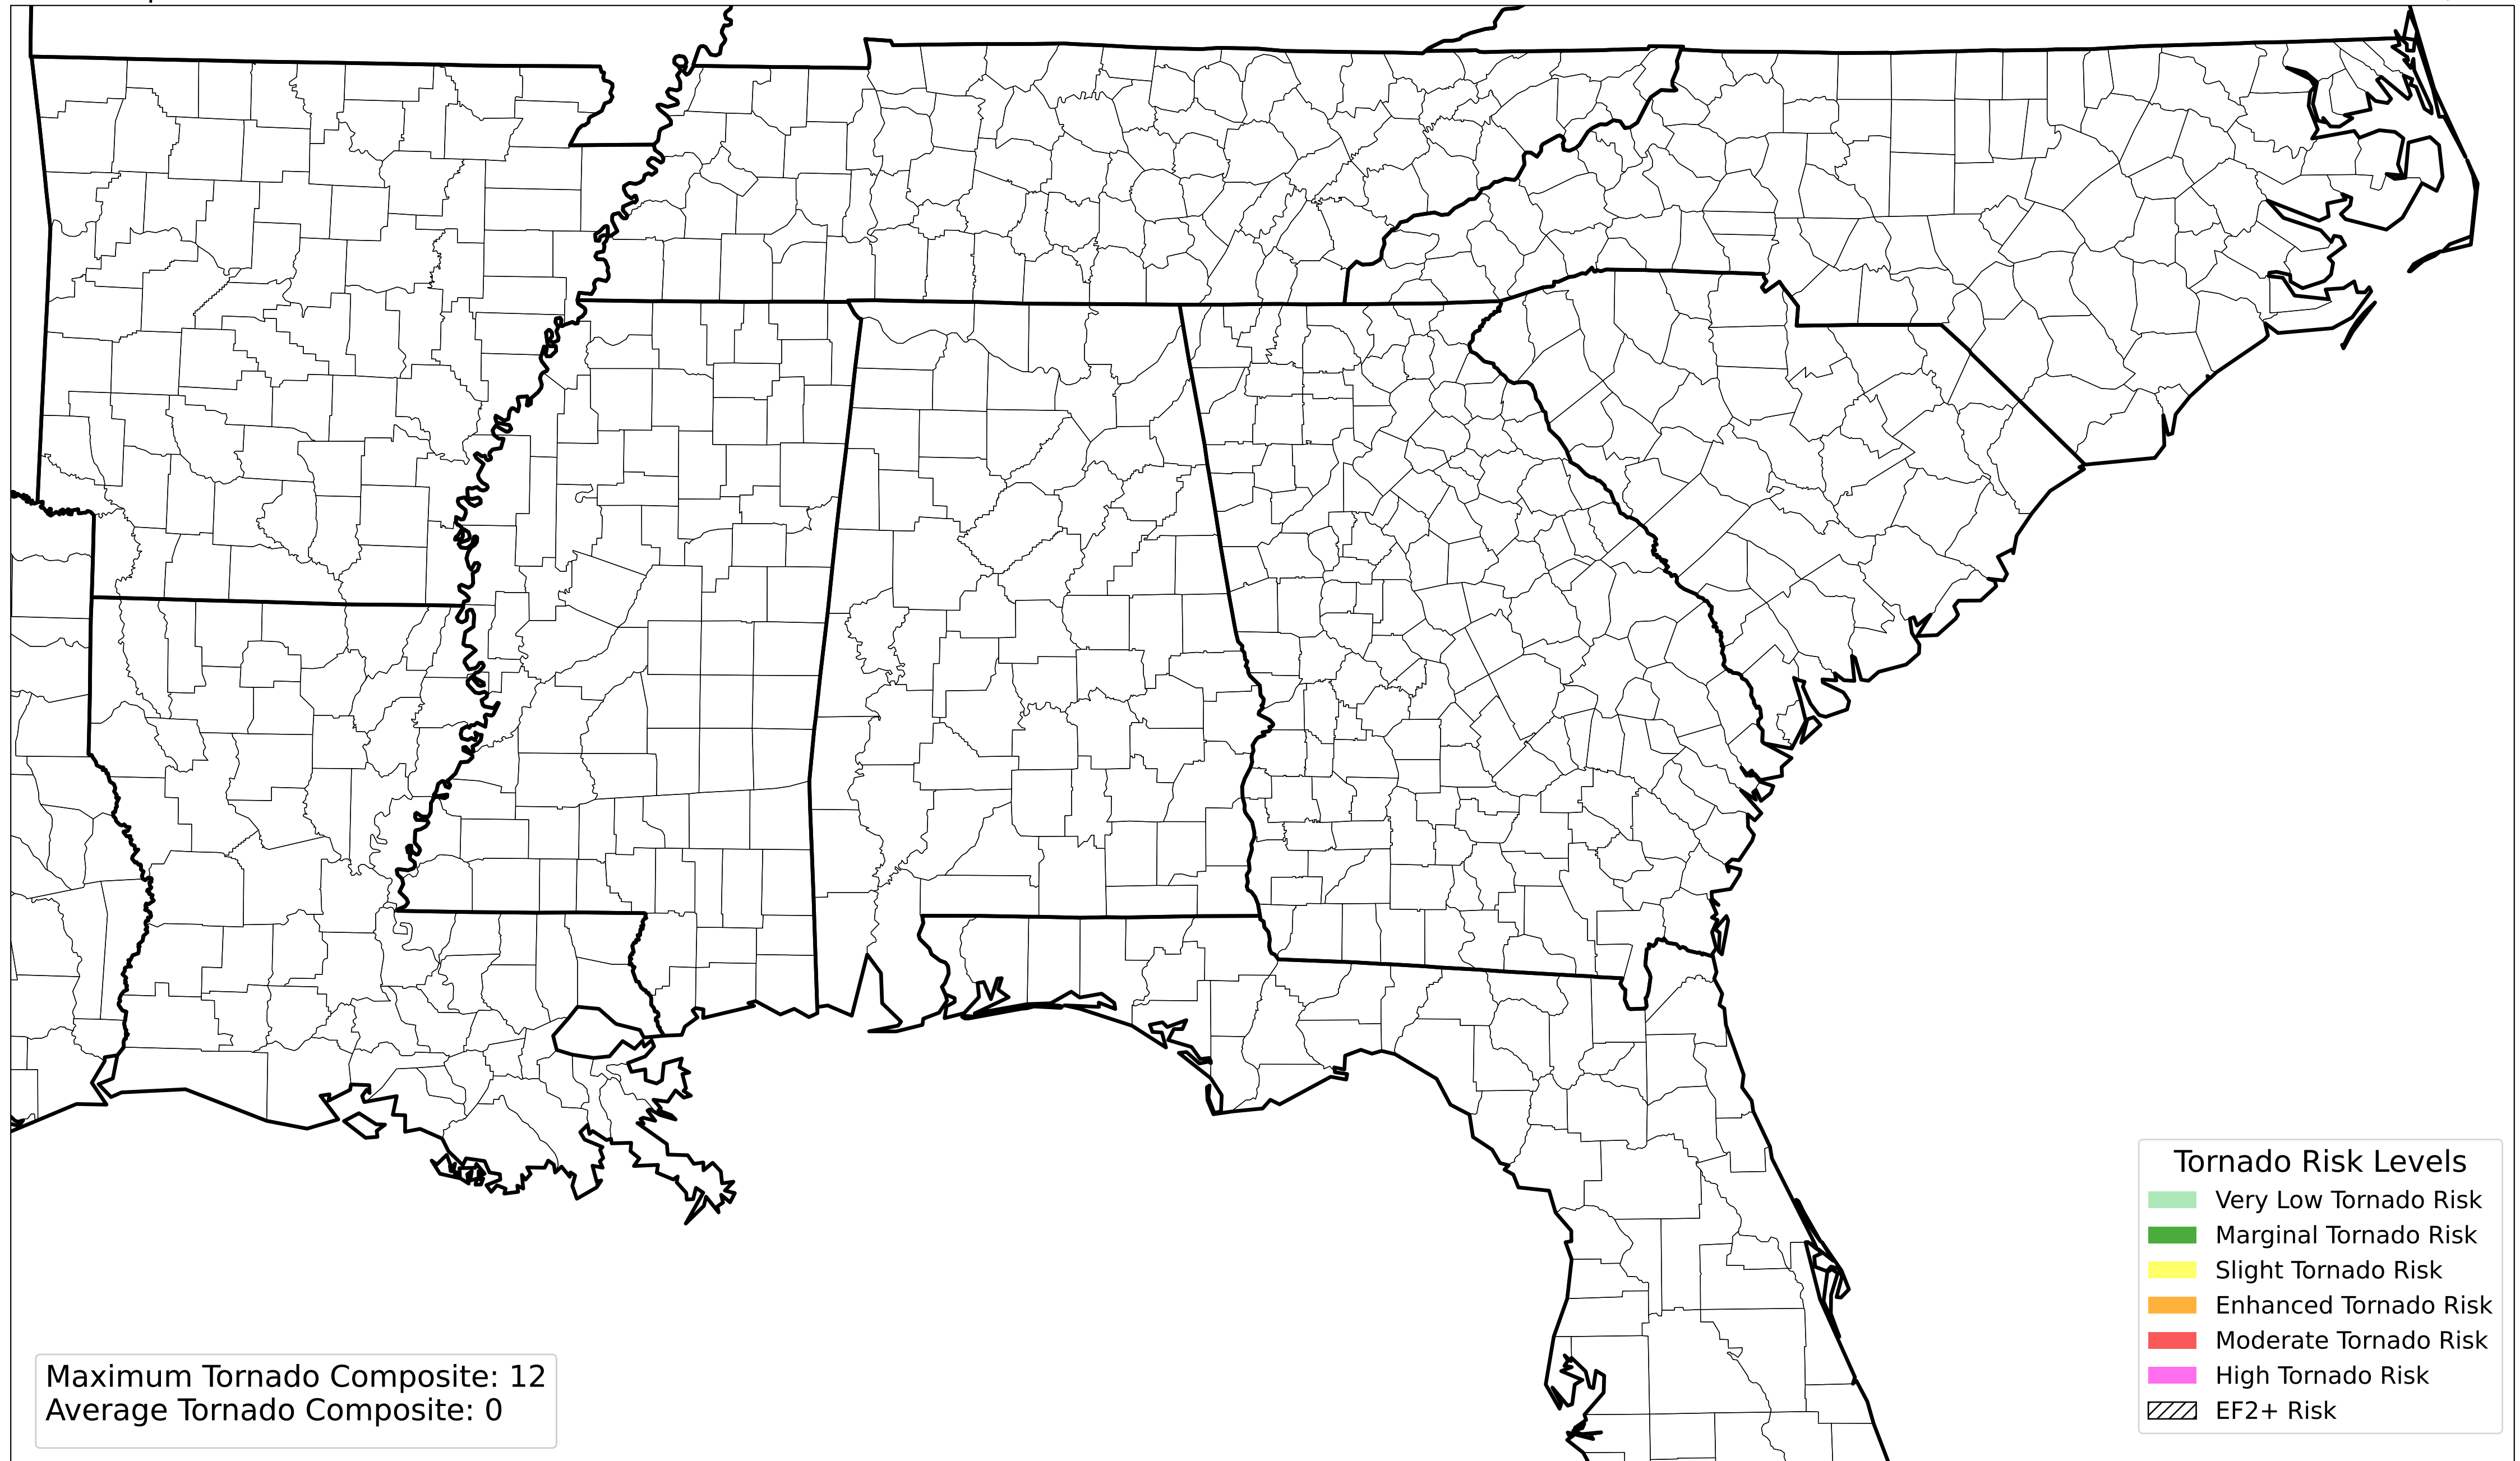 Tornado Risk Levels
Very Low Tornado Risk
Marginal Tornado Risk
Slight Tornado Risk
Enhanced Tornado Risk
Moderate Tornado Risk
High Tornado Risk
EF2+ Risk
Maximum Tornado Composite: 12
Average Tornado Composite: 0